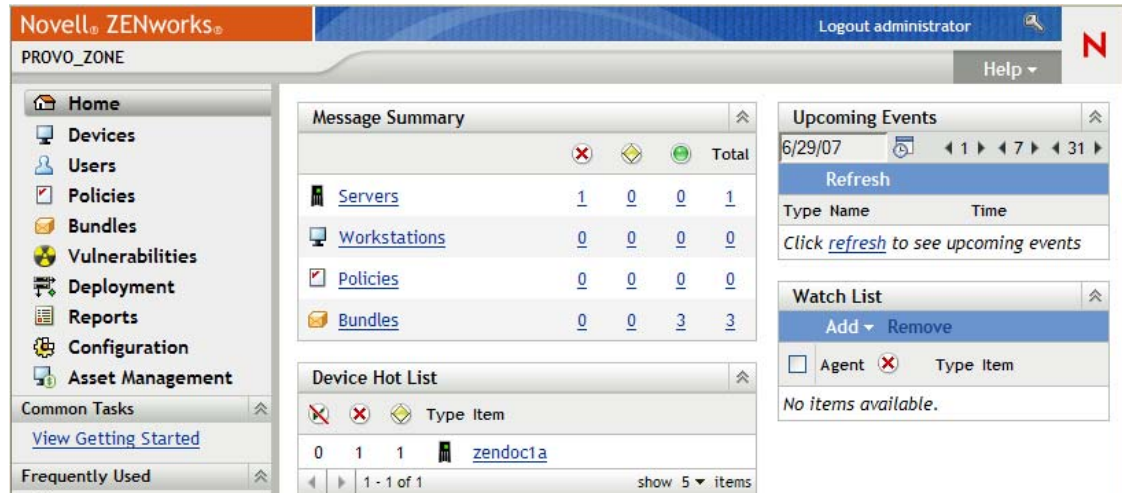 Novell® ZENworks®
Logout administrator
N
PROVO_ZONE
Help
Home
Devices
Users
Policies
Bundles
Vulnerabilities
Deployment
Reports
Configuration
Asset Management
Common Tasks
View Getting Started
Frequently Used
Message Summary
Total
Servers 1 0 0 1
Workstations 0 0 0 0
Policies 0 0 0 0
Bundles 0 0 3 3
Device Hot List
Type Item
0 1 1 zendoc1a
1 - 1 of 1 show 5 items
Upcoming Events
6/29/07 1 7 31
Refresh
Type Name Time
Click refresh to see upcoming events
Watch List
Add Remove
Agent Type Item
No items available.